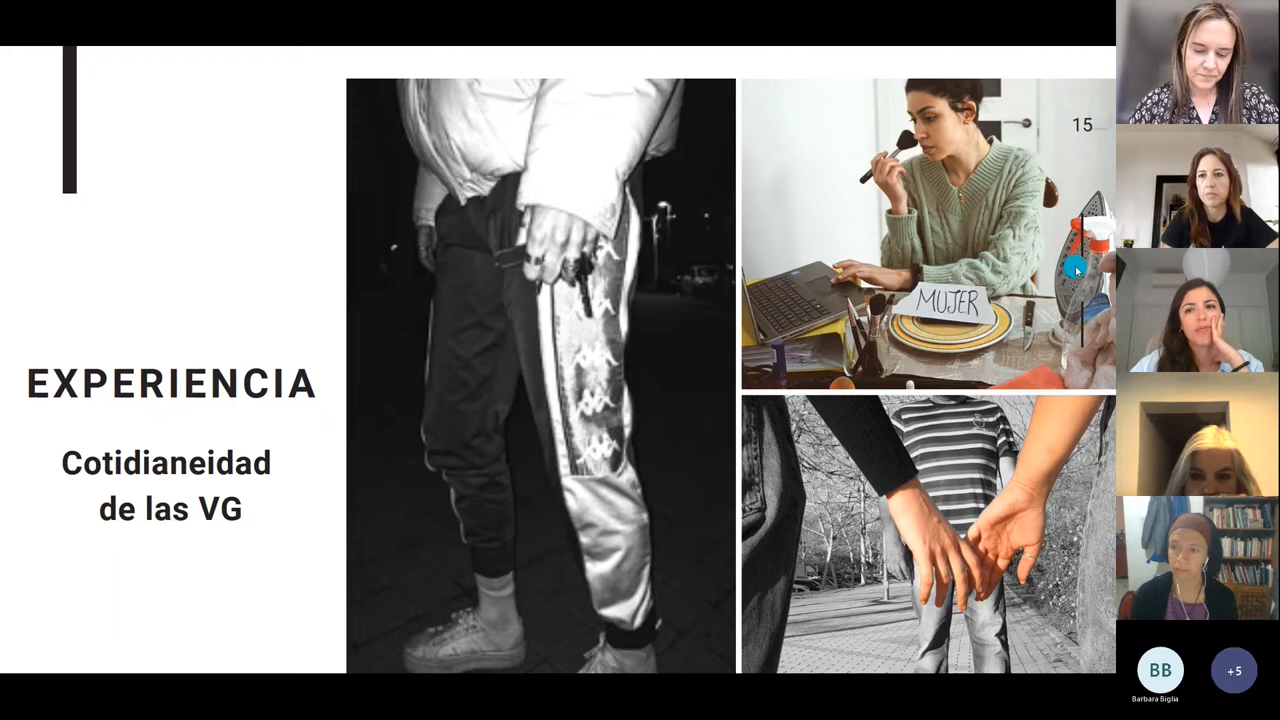 15
EXPERIENCIA
Cotidianeidad
de las VG
MUJER
BB
+5
Barbara Biglia